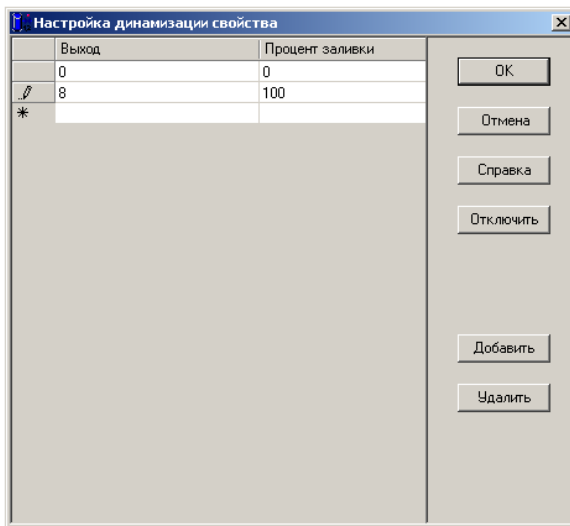 Настройка динамизации свойства
Выход Процент заливки
0 0
8 100
*
OK
Отмена
Справка
Отключить
Добавить
Удалить